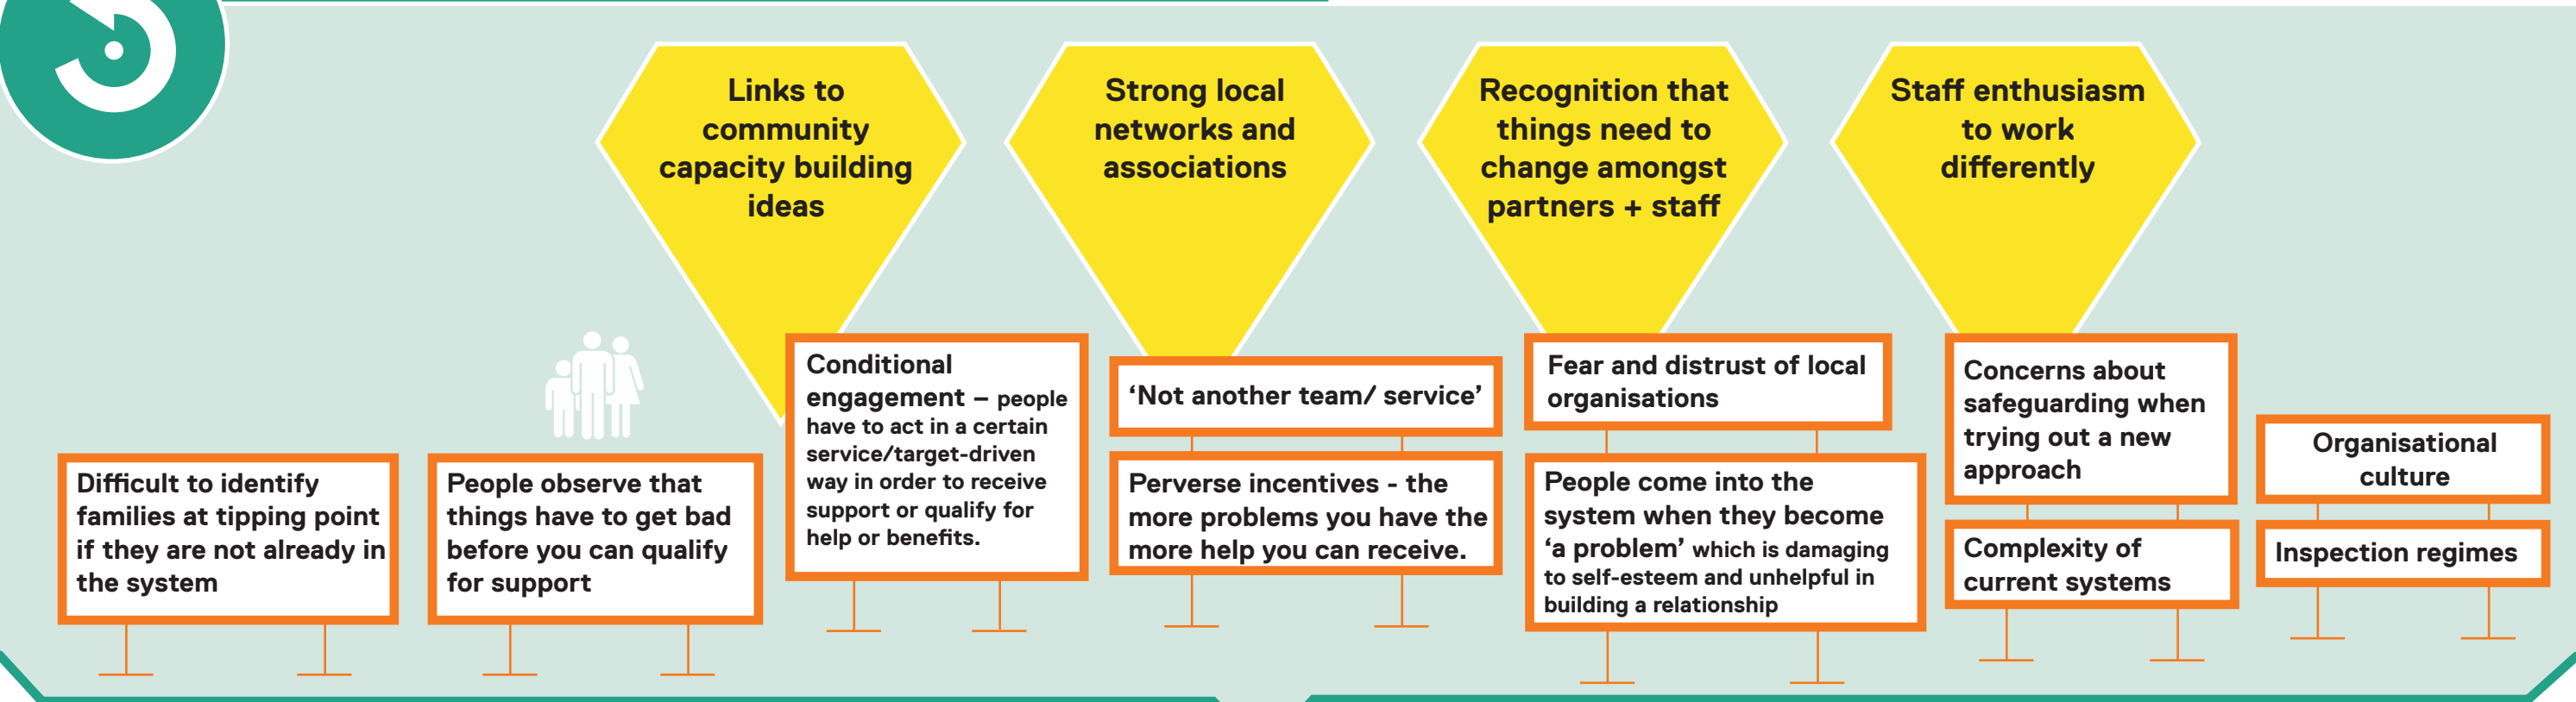 Links to
community
capacity building
ideas
Strong local
networks and
associations
Recognition that
things need to
change amongst
partners + staff
Staff enthusiasm
to work
differently
Difficult to identify
families at tipping point
if they are not already in
the system
People observe that
things have to get bad
before you can qualify
for support
Conditional
engagement – people
have to act in a certain
service/target-driven
way in order to receive
support or qualify for
help or benefits.
‘Not another team/ service’
Perverse incentives - the
more problems you have the
more help you can receive.
Fear and distrust of local
organisations
People come into the
system when they become
‘a problem’ which is damaging
to self-esteem and unhelpful in
building a relationship
Concerns about
safeguarding when
trying out a new
approach
Complexity of
current systems
Organisational
culture
Inspection regimes